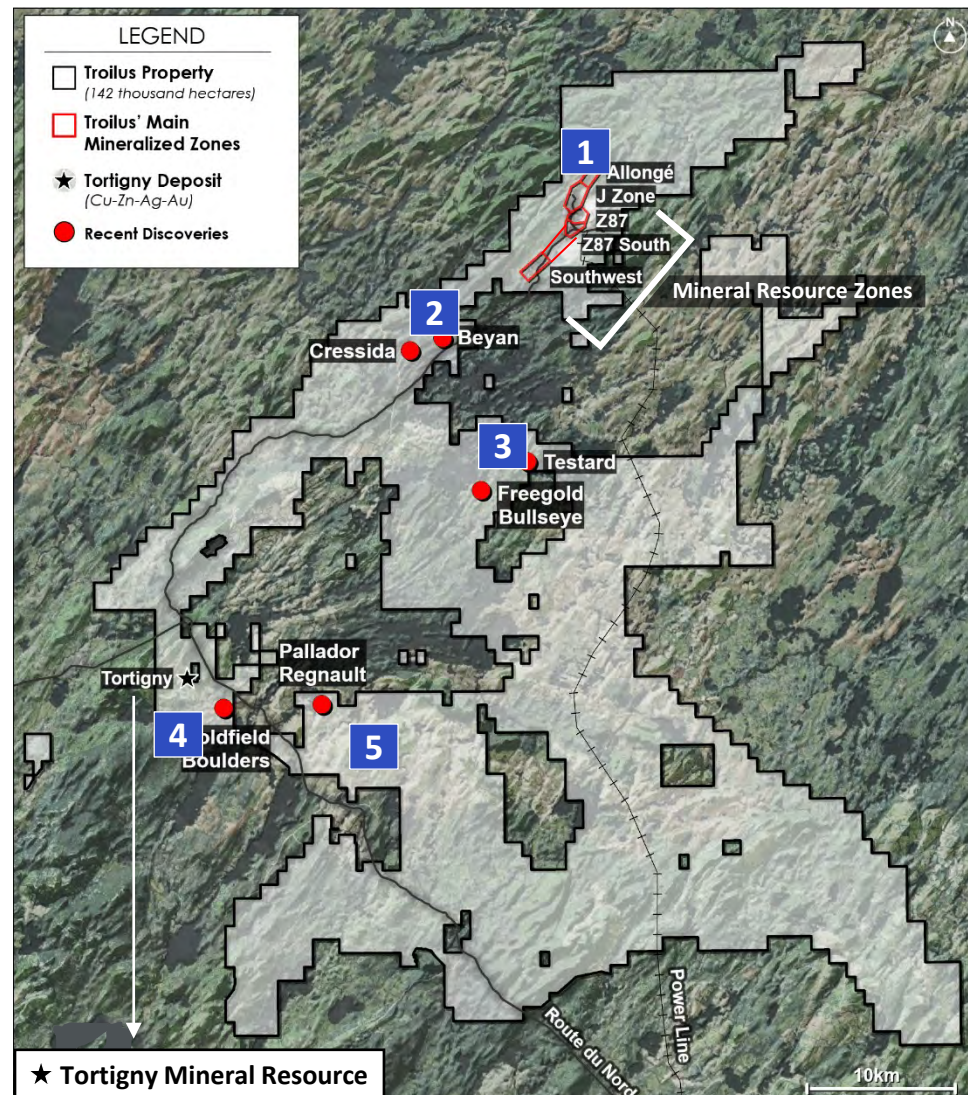 LEGEND
Troilus Property
(142 thousand hectares)
Troilus' Main
Mineralized Zones
Tortigny Deposit
(Cu-Zn-Ag-Au)
Recent Discoveries
N
1
Allongé
J Zone
Z87
Z87 South
Southwest
Mineral Resource Zones
2
Beyan
Cressida
3
Testard
Freegold
Bullseye
Pallador
Regnault
Tortigny
4
oldfield
Boulders
5
Power Line
Route du Nord
10km
★ Tortigny Mineral Resource